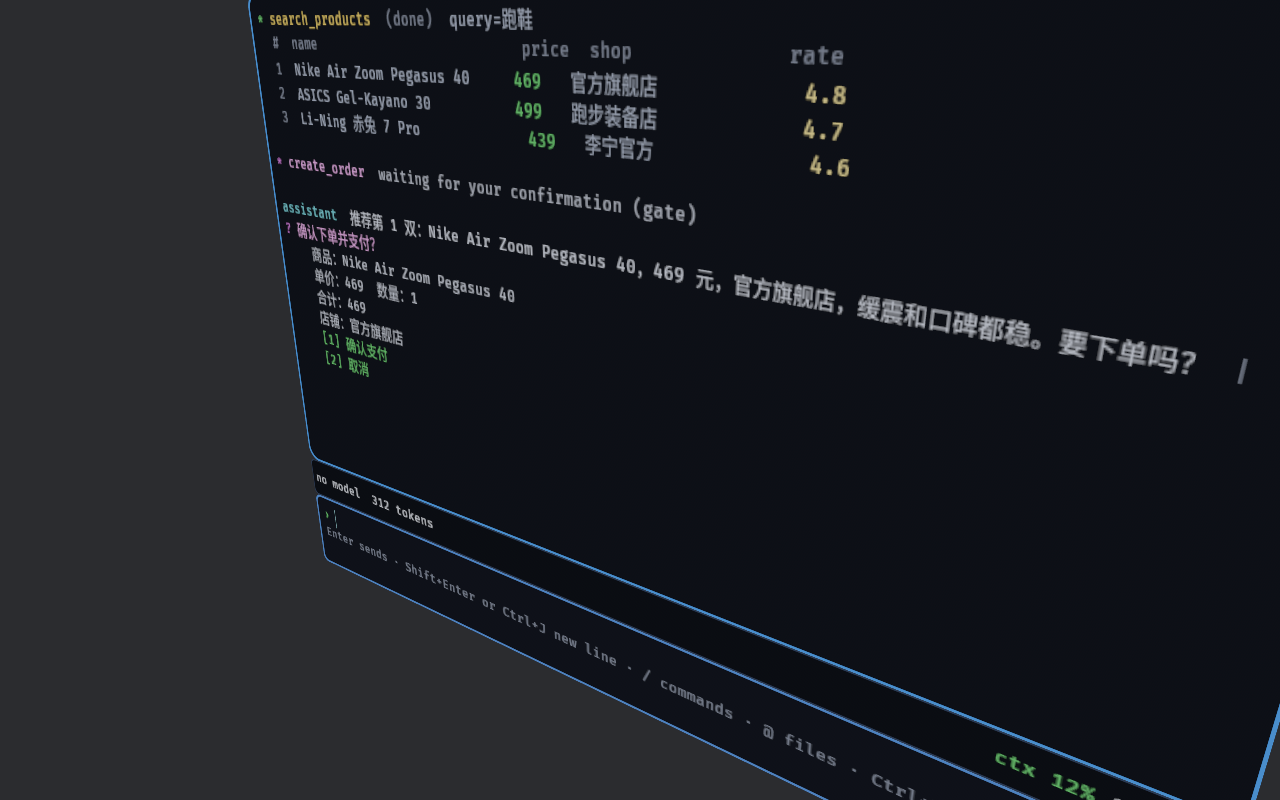 * search_products (done) query=跑鞋
# name price shop rate
1 Nike Air Zoom Pegasus 40 469 官方旗舰店 4.8
2 ASICS Gel-Kayano 30 499 跑步装备店 4.7
3 Li-Ning 赤兔 7 Pro 439 李宁官方 4.6
* create_order waiting for your confirmation (gate)
assistant 推荐第 1 双: Nike Air Zoom Pegasus 40, 469 元, 官方旗舰店, 缓震和口碑都稳。要下单吗?
? 确认下单并支付?
商品: Nike Air Zoom Pegasus 40
单价: 469 数量: 1
合计: 469
店铺: 官方旗舰店
[1] 确认支付
[2] 取消
no model 312 tokens
ctx 12%
›
Enter sends · Shift+Enter or Ctrl+J new line · / commands · @ files · Ctrl